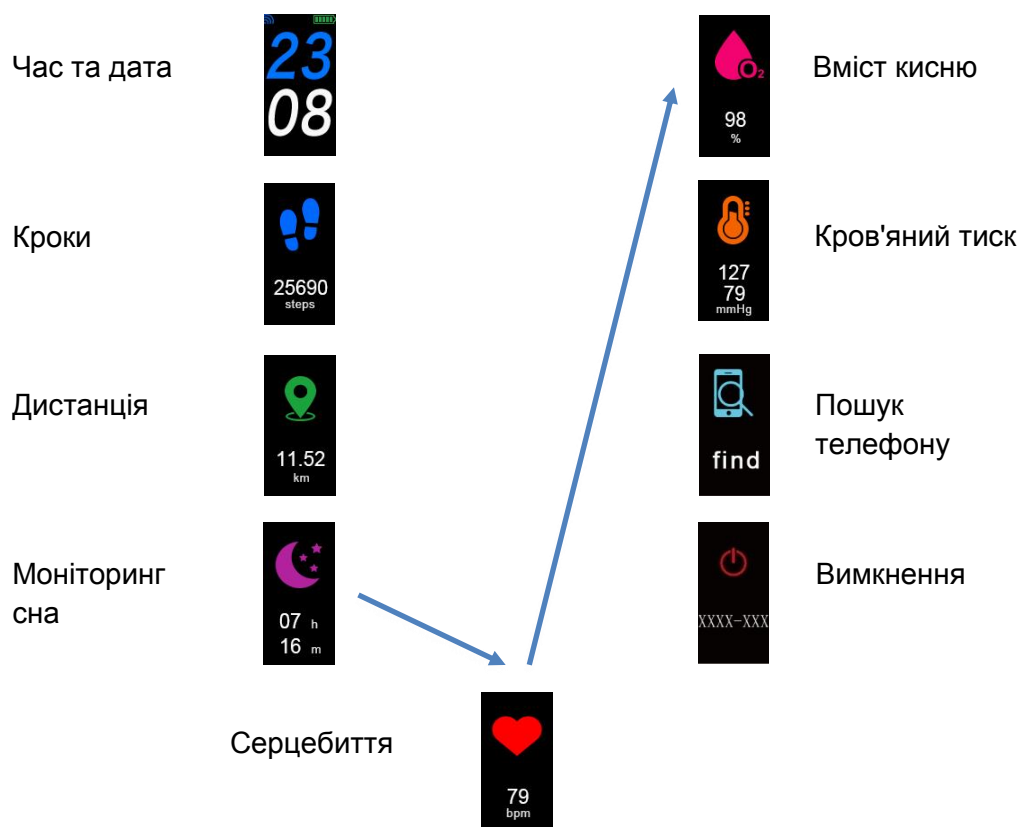 Час та дата
23
08
Кроки
25690
steps
Дистанція
11.52
km
Моніторинг
сна
07 h
16 m
Серцебиття
79
bpm
O2
98
%
Вміст кисню
127
79
mmHg
Кров'яний тиск
find
Пошук
телефону
XXXX-XXX
Вимкнення